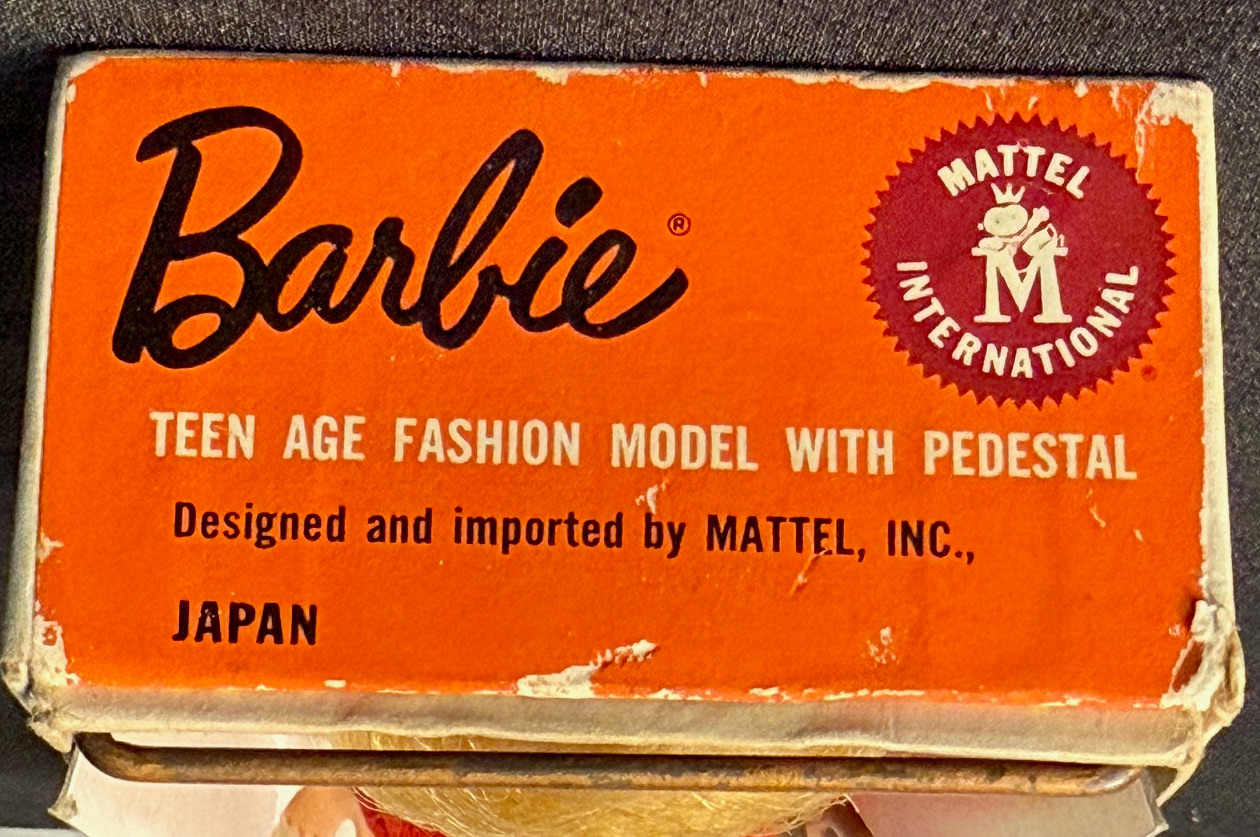 Barbie ®
MATTEL
M
INTERNATIONAL
TEEN AGE FASHION MODEL WITH PEDESTAL
Designed and imported by MATTEL, INC.,
JAPAN